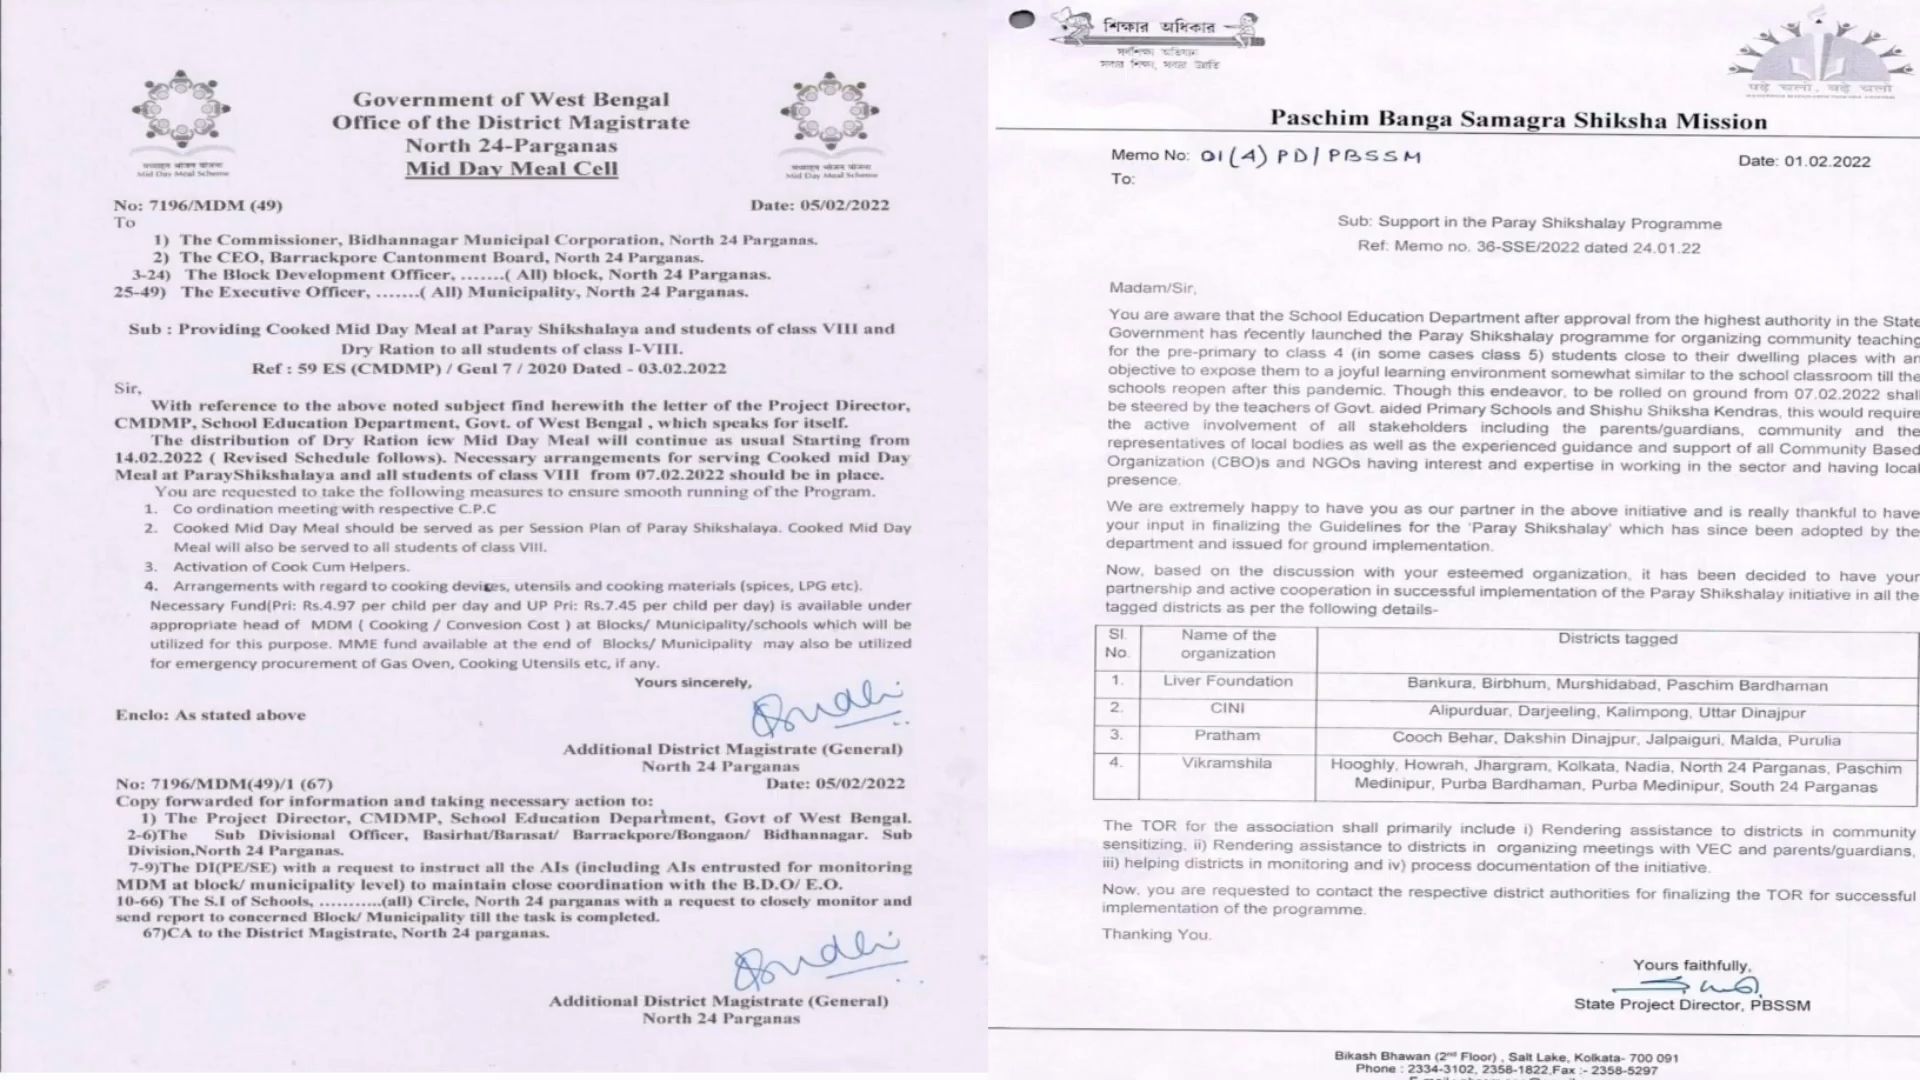 Government of West Bengal
Office of the District Magistrate
North 24-Parganas
Mid Day Meal Cell
मध्याह्न भोजन योजना
Mid Day Meal Scheme
मध्याह्न भोजन योजना
Mid Day Meal Scheme
No: 7196/MDM (49)
Date: 05/02/2022
To
1) The Commissioner, Bidhannagar Municipal Corporation, North 24 Parganas.
2) The CEO, Barrackpore Cantonment Board, North 24 Parganas.
3-24) The Block Development Officer, .......( All) block, North 24 Parganas.
25-49) The Executive Officer, .......( All) Municipality, North 24 Parganas.
Sub : Providing Cooked Mid Day Meal at Paray Shikshalaya and students of class VIII and
Dry Ration to all students of class I-VIII.
Ref : 59 ES (CMDMP) / Genl 7 / 2020 Dated - 03.02.2022
Sir,
With reference to the above noted subject find herewith the letter of the Project Director,
CMDMP, School Education Department, Govt. of West Bengal , which speaks for itself.
The distribution of Dry Ration icw Mid Day Meal will continue as usual Starting from
14.02.2022 ( Revised Schedule follows). Necessary arrangements for serving Cooked mid Day
Meal at ParayShikshalaya and all students of class VIII from 07.02.2022 should be in place.
You are requested to take the following measures to ensure smooth running of the Program.
1. Co ordination meeting with respective C.P.C
2. Cooked Mid Day Meal should be served as per Session Plan of Paray Shikshalaya. Cooked Mid Day
Meal will also be served to all students of class VIII.
3. Activation of Cook Cum Helpers.
4. Arrangements with regard to cooking devices, utensils and cooking materials (spices, LPG etc).
Necessary Fund(Pri: Rs.4.97 per child per day and UP Pri: Rs.7.45 per child per day) is available under
appropriate head of MDM ( Cooking / Convesion Cost ) at Blocks/ Municipality/schools which will be
utilized for this purpose. MME fund available at the end of Blocks/ Municipality may also be utilized
for emergency procurement of Gas Oven, Cooking Utensils etc, if any.
Yours sincerely,
Enclo: As stated above
Additional District Magistrate (General)
North 24 Parganas
No: 7196/MDM(49)/1 (67)
Date: 05/02/2022
Copy forwarded for information and taking necessary action to:
1) The Project Director, CMDMP, School Education Department, Govt of West Bengal.
2-6)The Sub Divisional Officer, Basirhat/Barasat/ Barrackpore/Bongaon/ Bidhannagar. Sub
Division,North 24 Parganas.
7-9)The DI(PE/SE) with a request to instruct all the AIs (including AIs entrusted for monitoring
MDM at block/ municipality level) to maintain close coordination with the B.D.O/ E.O.
10-66) The S.I of Schools, ..........(all) Circle, North 24 parganas with a request to closely monitor and
send report to concerned Block/ Municipality till the task is completed.
67)CA to the District Magistrate, North 24 parganas.
Additional District Magistrate (General)
North 24 Parganas
শিক্ষার অধিকার
সর্বশিক্ষা অভিযান
সবার শিক্ষা, সবার উন্নতি
पढ़े चलो, बढ़े चलो
Paschim Banga Samagra Shiksha Mission
Memo No: 01(4) PD/PBSSM
Date: 01.02.2022
To:
Sub: Support in the Paray Shikshalay Programme
Ref: Memo no. 36-SSE/2022 dated 24.01.22
Madam/Sir,
You are aware that the School Education Department after approval from the highest authority in the State
Government has recently launched the Paray Shikshalay programme for organizing community teaching
for the pre-primary to class 4 (in some cases class 5) students close to their dwelling places with an
objective to expose them to a joyful learning environment somewhat similar to the school classroom till the
schools reopen after this pandemic. Though this endeavor, to be rolled on ground from 07.02.2022 shall
be steered by the teachers of Govt. aided Primary Schools and Shishu Shiksha Kendras, this would require
the active involvement of all stakeholders including the parents/guardians, community and the
representatives of local bodies as well as the experienced guidance and support of all Community Based
Organization (CBO)s and NGOs having interest and expertise in working in the sector and having local
presence.
We are extremely happy to have you as our partner in the above initiative and is really thankful to have
your input in finalizing the Guidelines for the 'Paray Shikshalay' which has since been adopted by the
department and issued for ground implementation.
Now, based on the discussion with your esteemed organization, it has been decided to have your
partnership and active cooperation in successful implementation of the Paray Shikshalay initiative in all the
tagged districts as per the following details-
Sl. No. Name of the organization Districts tagged
1. Liver Foundation Bankura, Birbhum, Murshidabad, Paschim Bardhaman
2. CINI Alipurduar, Darjeeling, Kalimpong, Uttar Dinajpur
3. Pratham Cooch Behar, Dakshin Dinajpur, Jalpaiguri, Malda, Purulia
4. Vikramshila Hooghly, Howrah, Jhargram, Kolkata, Nadia, North 24 Parganas, Paschim
Medinipur, Purba Bardhaman, Purba Medinipur, South 24 Parganas
The TOR for the association shall primarily include i) Rendering assistance to districts in community
sensitizing, ii) Rendering assistance to districts in organizing meetings with VEC and parents/guardians,
iii) helping districts in monitoring and iv) process documentation of the initiative.
Now, you are requested to contact the respective district authorities for finalizing the TOR for successful
implementation of the programme.
Thanking You.
Yours faithfully,
State Project Director, PBSSM
Bikash Bhawan (2nd Floor) , Salt Lake, Kolkata- 700 091
Phone : 2334-3102, 2358-1822,Fax :- 2358-5297